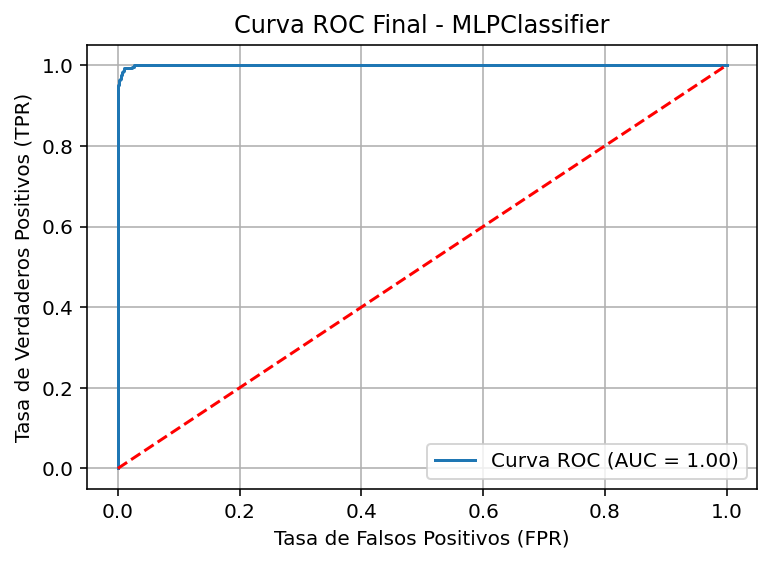 Curva ROC Final - MLPClassifier
Tasa de Verdaderos Positivos (TPR)
1.0
0.8
0.6
0.4
0.2
0.0
Curva ROC (AUC = 1.00)
0.0 0.2 0.4 0.6 0.8 1.0
Tasa de Falsos Positivos (FPR)